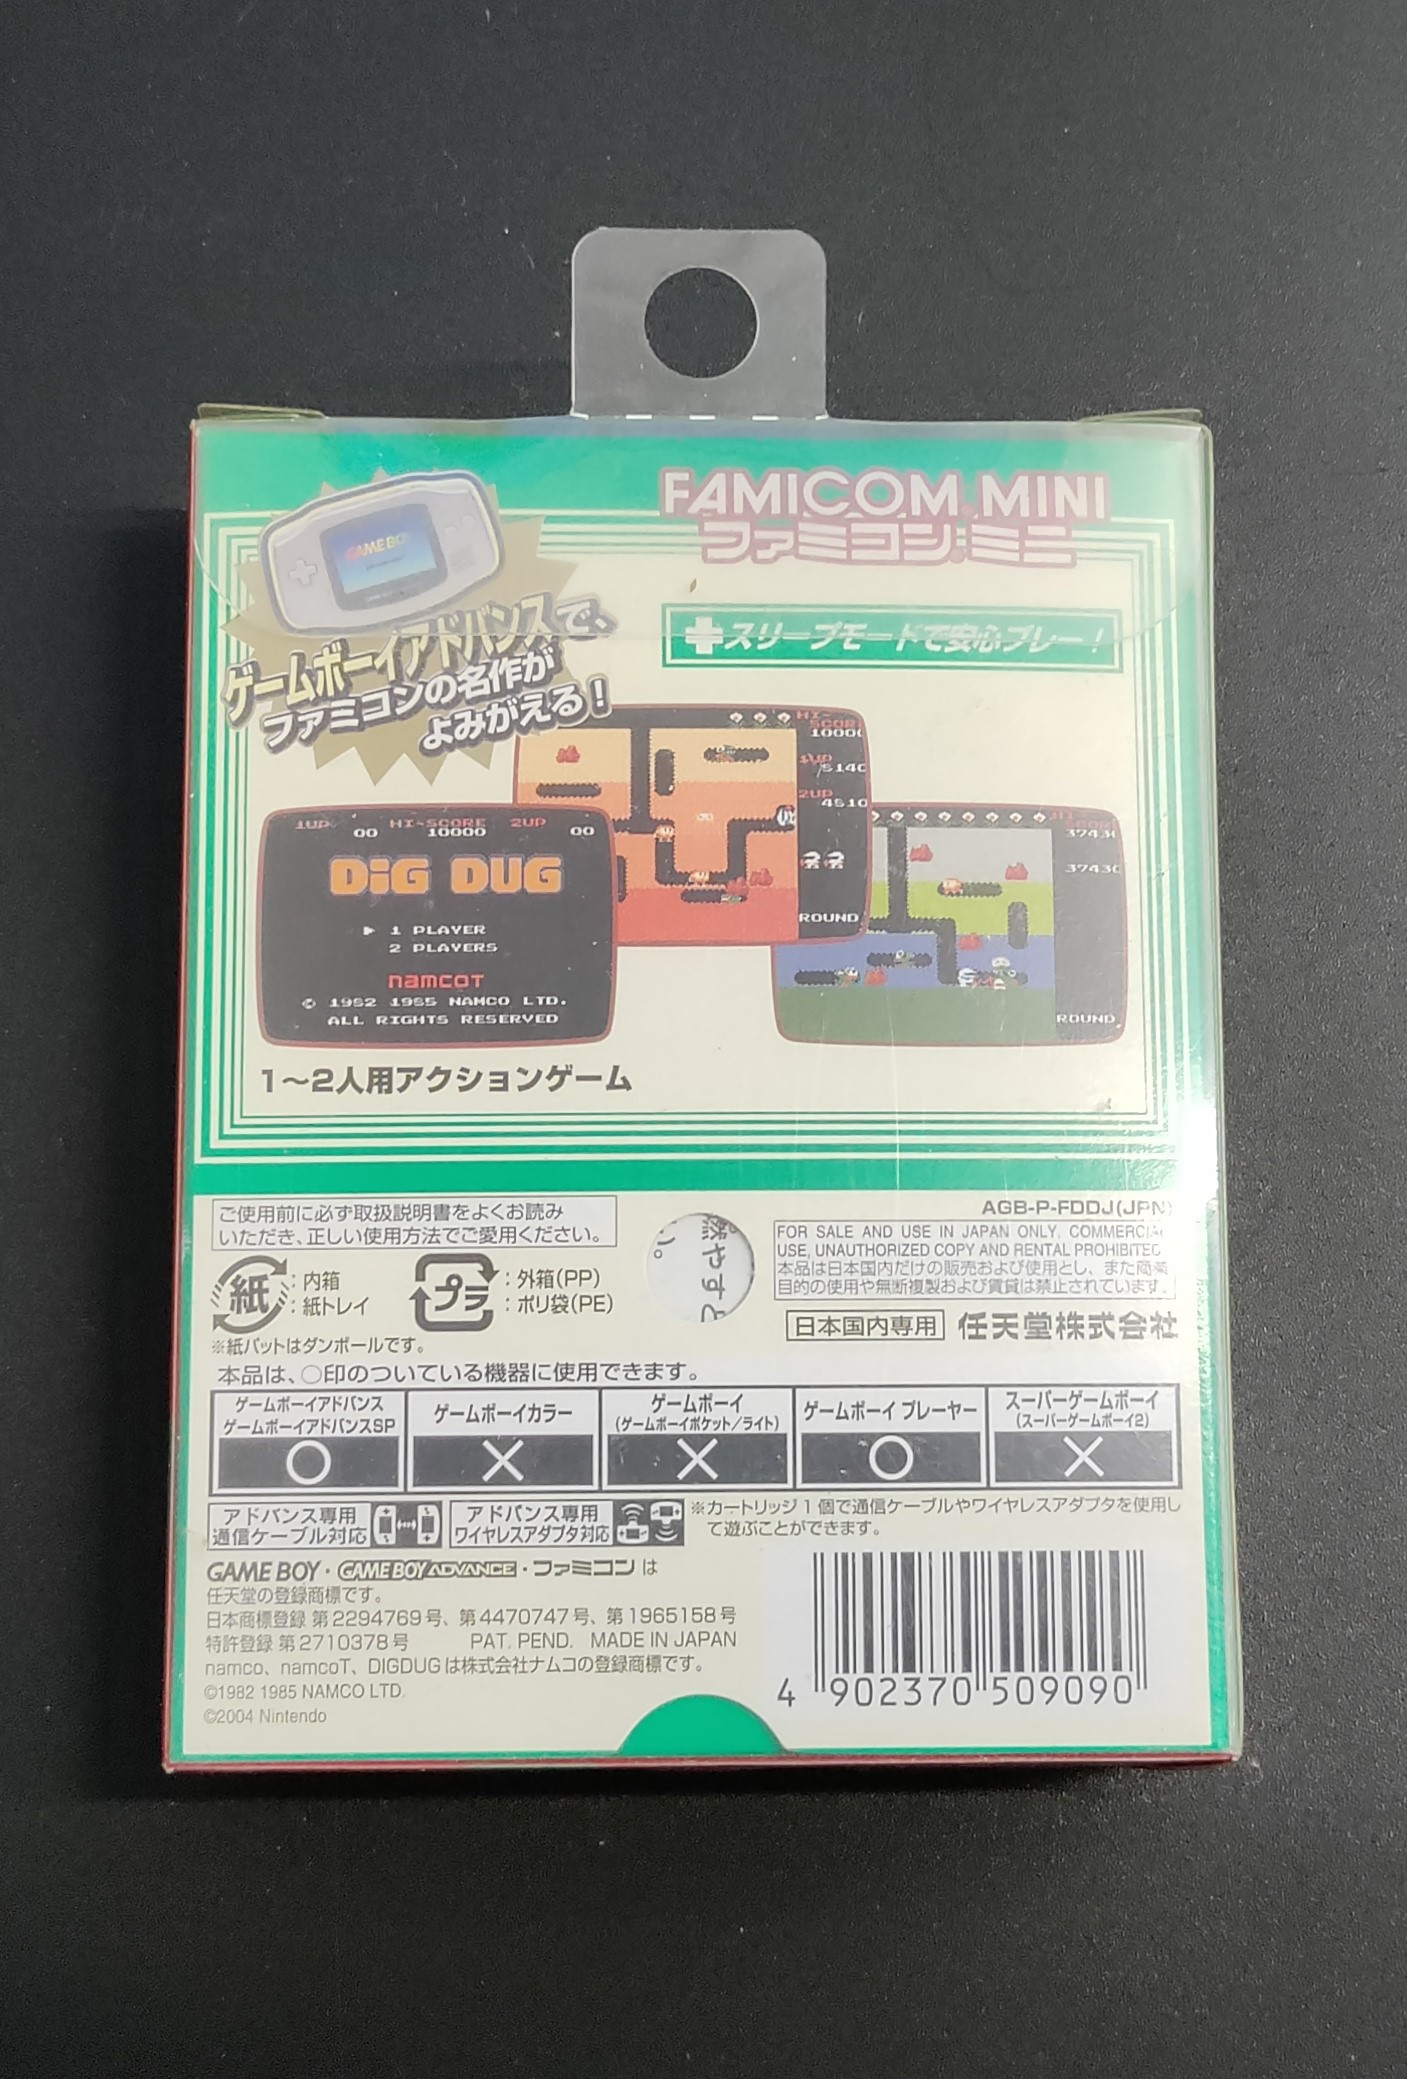 FAMICOM MINI
ファミコンミニ
GAME BO
ゲームボーイアドバンスで、
ファミコンの名作が
よみがえる！
スリープモードで安心プレー！
HI-
SCORE
10000
1UP
5140
2UP
4510
ROUND
1UP HI-SCORE 2UP
00 10000 00
DIG DUG
1 PLAYER
2 PLAYERS
namcoT
© 1982 1985 NAMCO LTD.
ALL RIGHTS RESERVED
HI-
SCORE
37430
37430
ROUND
1〜2人用アクションゲーム
ご使用前に必ず取扱説明書をよくお読み
いただき、正しい使用方法でご愛用ください。
紙：内箱
：紙トレイ
プラ：外箱(PP)
：ポリ袋(PE)
※紙パットはダンボールです。
燃やすと
い。
AGB-P-FDDJ(JPN)
FOR SALE AND USE IN JAPAN ONLY. COMMERCIAL
USE, UNAUTHORIZED COPY AND RENTAL PROHIBITED
本品は日本国内だけの販売および使用とし、また商業
目的の使用や無断複製および賃貸は禁止されています。
日本国内専用 任天堂株式会社
本品は、○印のついている機器に使用できます。
ゲームボーイアドバンス
ゲームボーイアドバンスSP
○
ゲームボーイカラー
×
ゲームボーイ
(ゲームボーイポケット/ライト)
×
ゲームボーイ プレーヤー
○
スーパーゲームボーイ
(スーパーゲームボーイ2)
×
アドバンス専用
通信ケーブル対応
アドバンス専用
ワイヤレスアダプタ対応
※カートリッジ1個で通信ケーブルやワイヤレスアダプタを使用し
て遊ぶことができます。
GAME BOY・GAME BOY ADVANCE・ファミコン は
任天堂の登録商標です。
日本商標登録 第2294769号、第4470747号、第1965158号
特許登録 第2710378号 PAT. PEND. MADE IN JAPAN
namco、namcoT、DIGDUGは株式会社ナムコの登録商標です。
©1982 1985 NAMCO LTD.
©2004 Nintendo
4 902370 509090